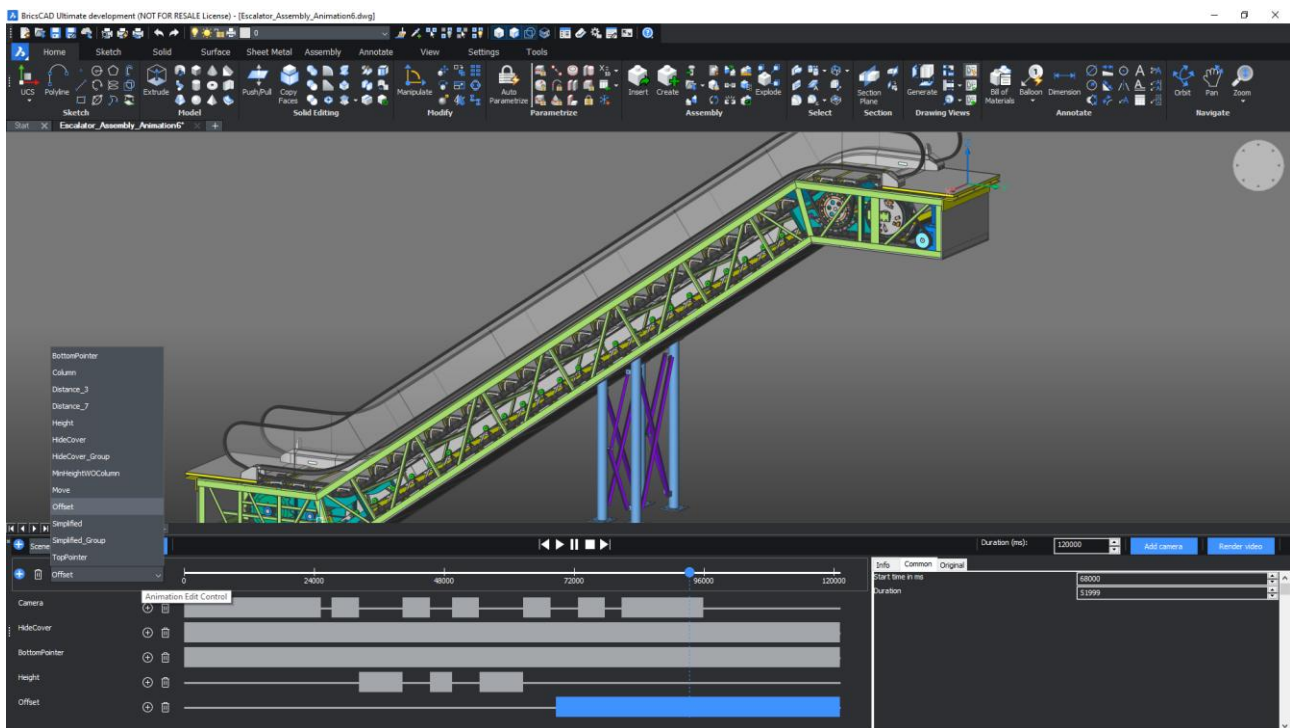 BricsCAD Ultimate development (NOT FOR RESALE License) - [Escalator_Assembly_Animation6.dwg]
0
Home Sketch Solid Surface Sheet Metal Assembly Annotate View Settings Tools
UCS Polyline Extrude Push/Pull Copy Faces Manipulate Auto Parametrize Insert Create Explode Section Plane Generate Bill of Materials Balloon Dimension Orbit Pan Zoom
Sketch Model Solid Editing Modify Parametrize Assembly Select Section Drawing Views Annotate Navigate
Start Escalator_Assembly_Animation6*
BottomPointer
Column
Distance_3
Distance_7
Height
HideCover
HideCover_Group
MinHeightWOColumn
Move
Offset
Simplified
Simplified_Group
TopPointer
Scene Duration (ms): 120000 Add camera Render video
Offset 0 24000 48000 72000 96000 120000
Animation Edit Control
Camera
HideCover
BottomPointer
Height
Offset
Info Common Original
Start time in ms 68000
Duration 51999